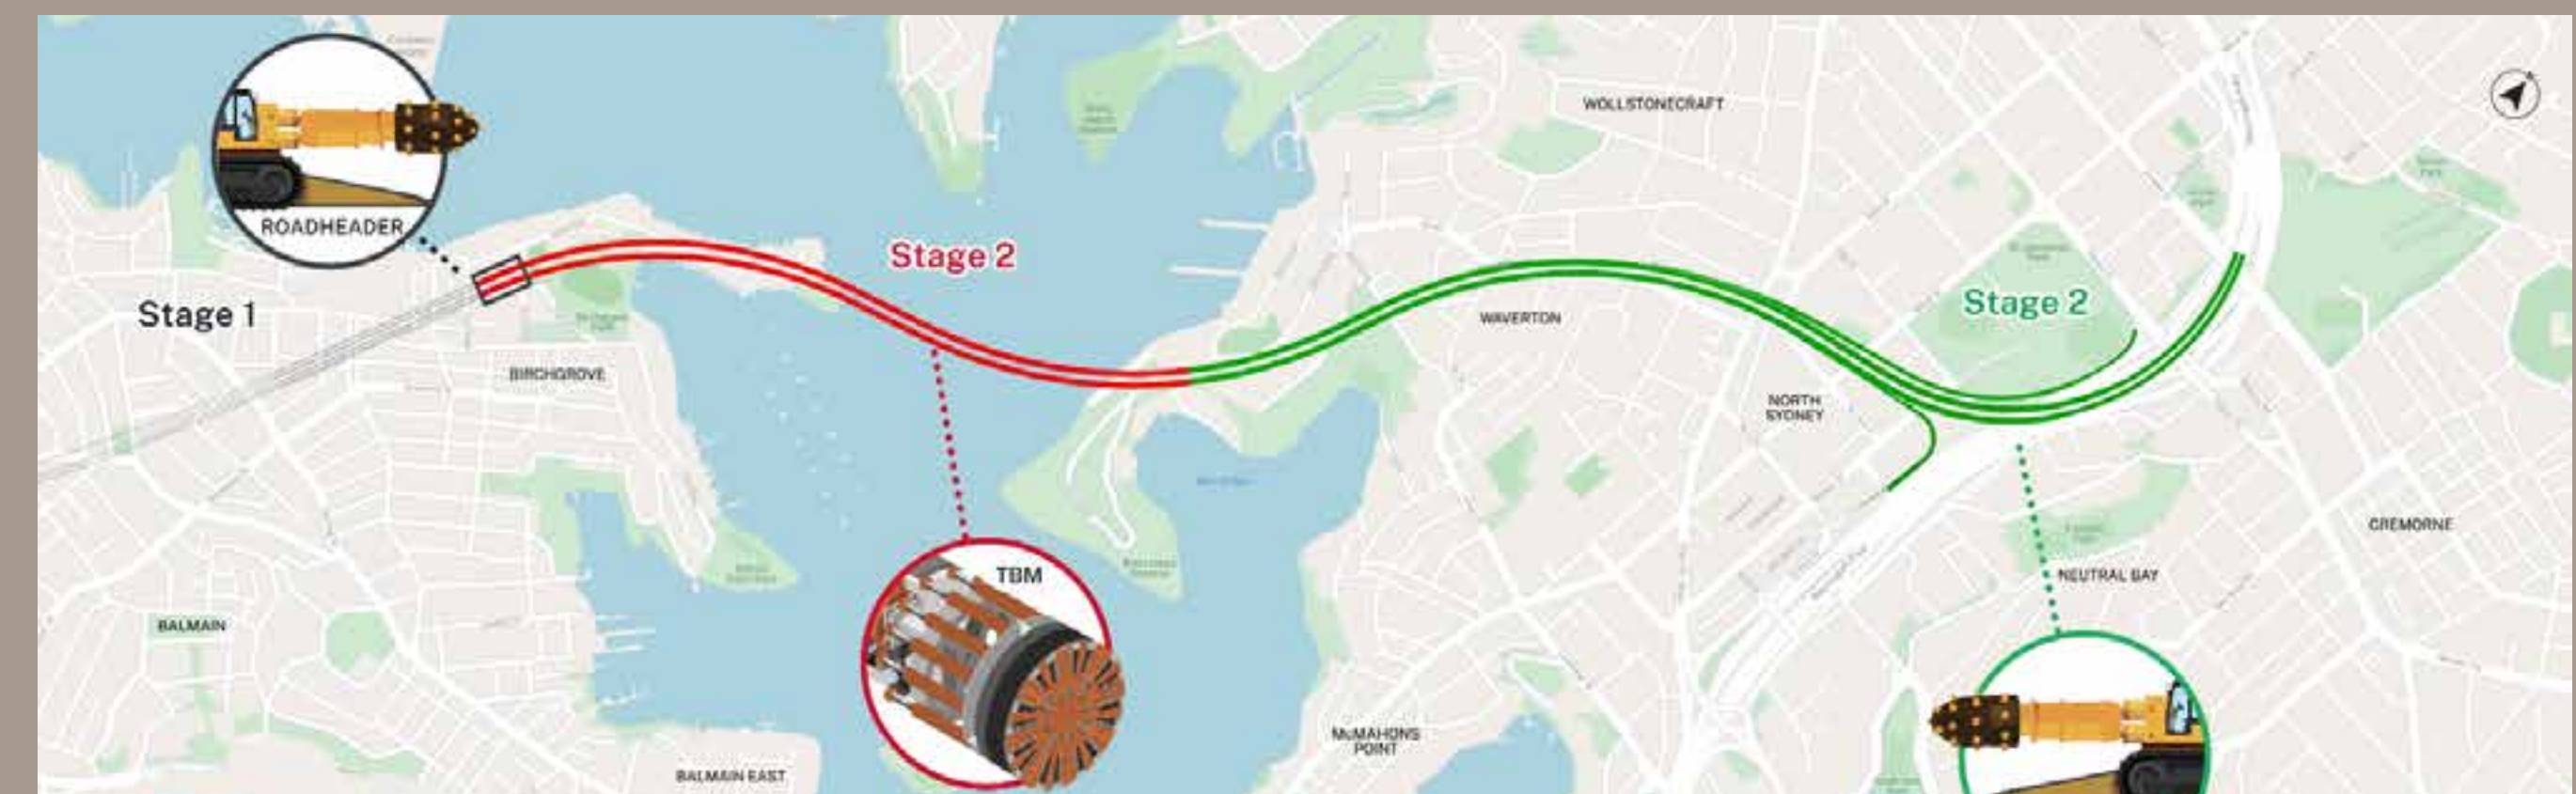 ROADHEADER
Stage 1
Stage 2
BIRCHGROVE
BALMAIN
BALMAIN EAST
TBM
WOLLSTONECRAFT
WAVERTON
NORTH
SYDNEY
Stage 2
NEUTRAL BAY
CREMORNE
McMAHONS
POINT